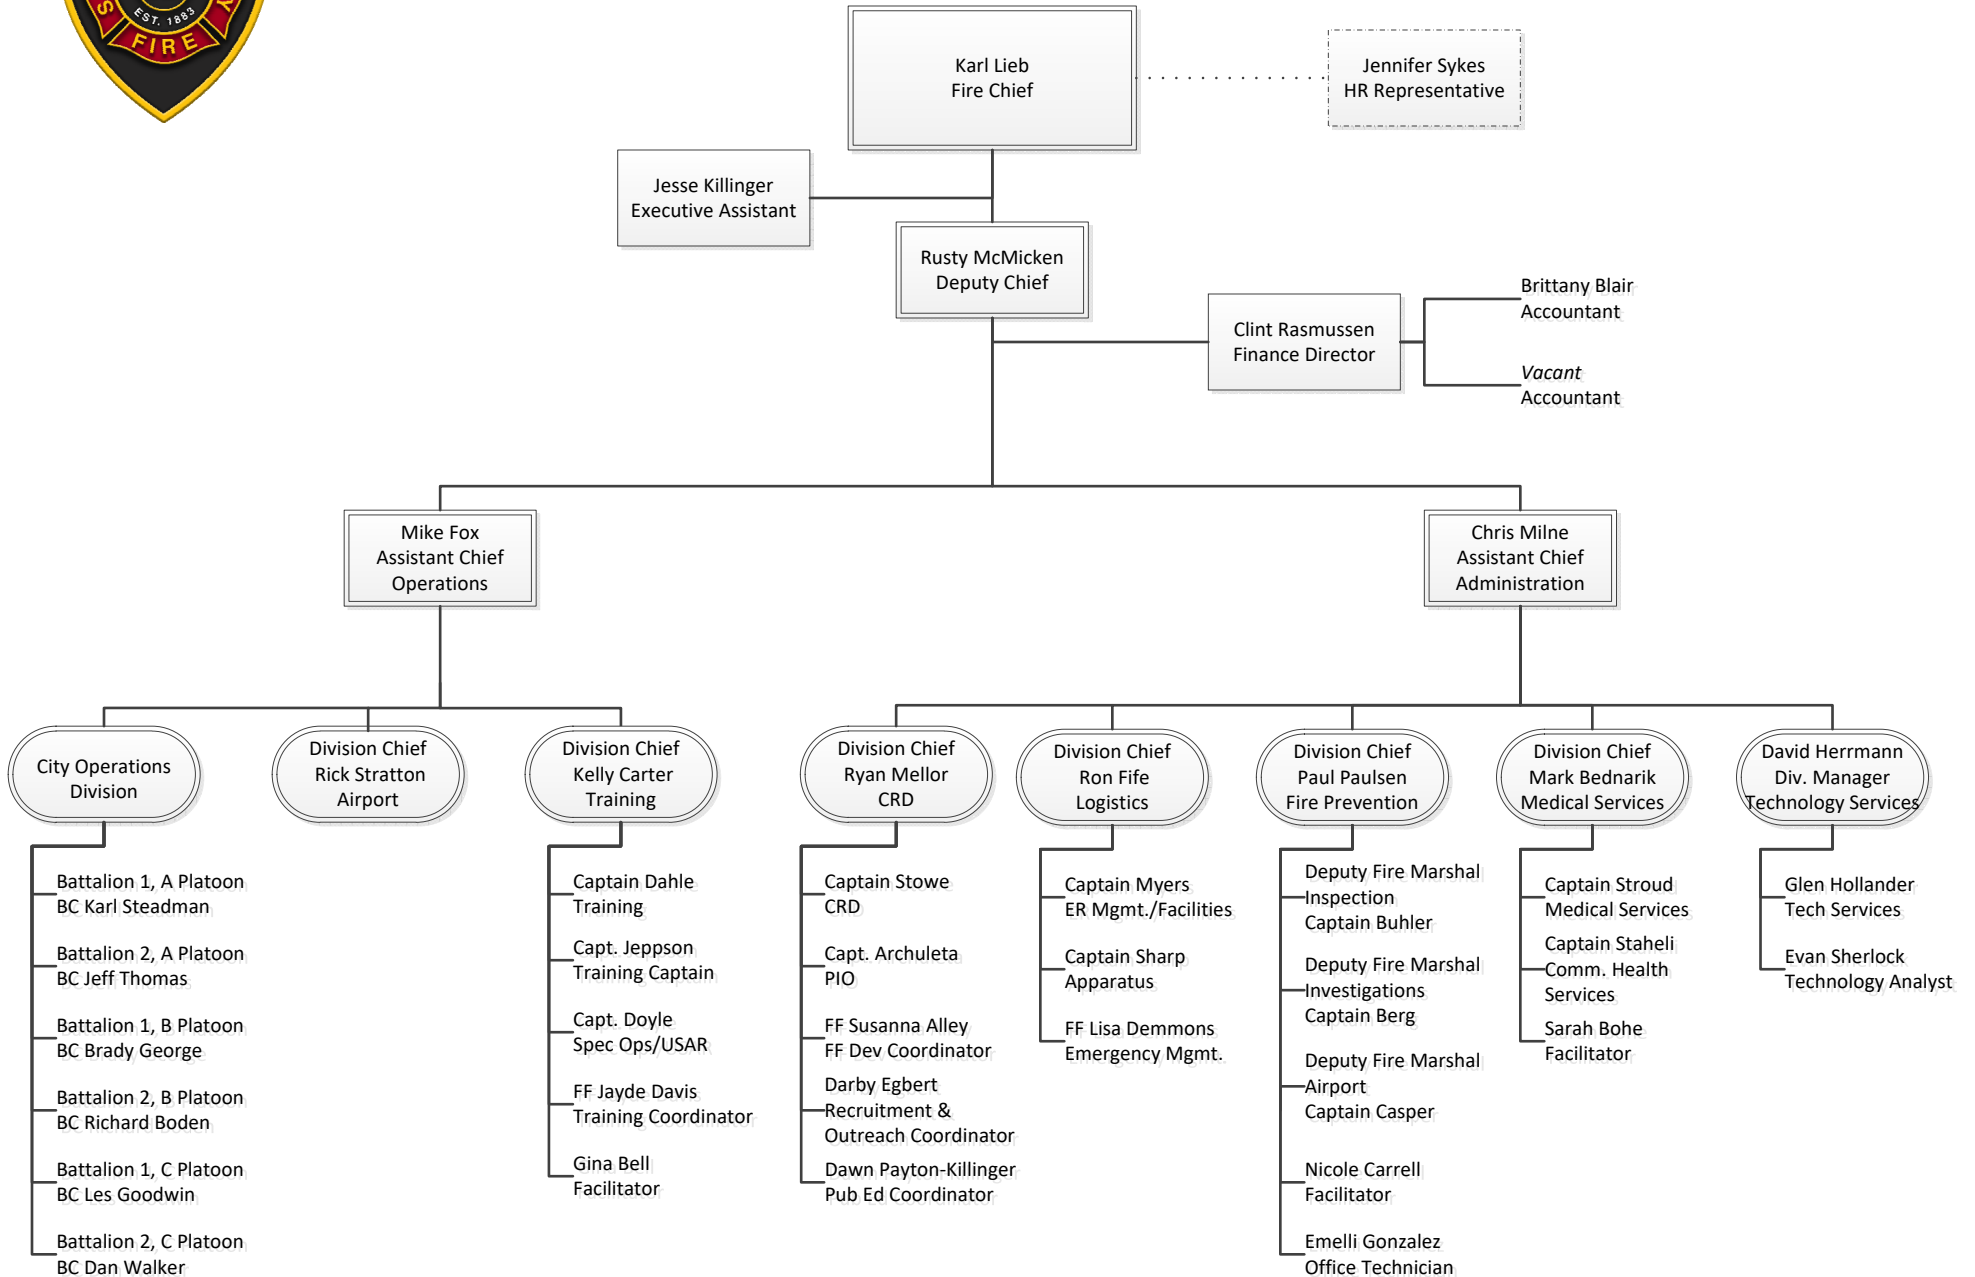 EST. 1883
FIRE
Karl Lieb
Fire Chief
Jennifer Sykes
HR Representative
Jesse Killinger
Executive Assistant
Rusty McMicken
Deputy Chief
Clint Rasmussen
Finance Director
Brittany Blair
Accountant
Vacant
Accountant
Mike Fox
Assistant Chief
Operations
Chris Milne
Assistant Chief
Administration
City Operations
Division
Division Chief
Rick Stratton
Airport
Division Chief
Kelly Carter
Training
Division Chief
Ryan Mellor
CRD
Division Chief
Ron Fife
Logistics
Division Chief
Paul Paulsen
Fire Prevention
Division Chief
Mark Bednarik
Medical Services
David Herrmann
Div. Manager
Technology Services
Battalion 1, A Platoon
BC Karl Steadman
Battalion 2, A Platoon
BC Jeff Thomas
Battalion 1, B Platoon
BC Brady George
Battalion 2, B Platoon
BC Richard Boden
Battalion 1, C Platoon
BC Les Goodwin
Battalion 2, C Platoon
BC Dan Walker
Captain Dahle
Training
Capt. Jeppson
Training Captain
Capt. Doyle
Spec Ops/USAR
FF Jayde Davis
Training Coordinator
Gina Bell
Facilitator
Captain Stowe
CRD
Capt. Archuleta
PIO
FF Susanna Alley
FF Dev Coordinator
Darby Egbert
Recruitment &
Outreach Coordinator
Dawn Payton-Killinger
Pub Ed Coordinator
Captain Myers
ER Mgmt./Facilities
Captain Sharp
Apparatus
FF Lisa Demmons
Emergency Mgmt.
Deputy Fire Marshal
Inspection
Captain Buhler
Deputy Fire Marshal
Investigations
Captain Berg
Deputy Fire Marshal
Airport
Captain Casper
Nicole Carrell
Facilitator
Emelli Gonzalez
Office Technician
Captain Stroud
Medical Services
Captain Staheli
Comm. Health
Services
Sarah Bohe
Facilitator
Glen Hollander
Tech Services
Evan Sherlock
Technology Analyst